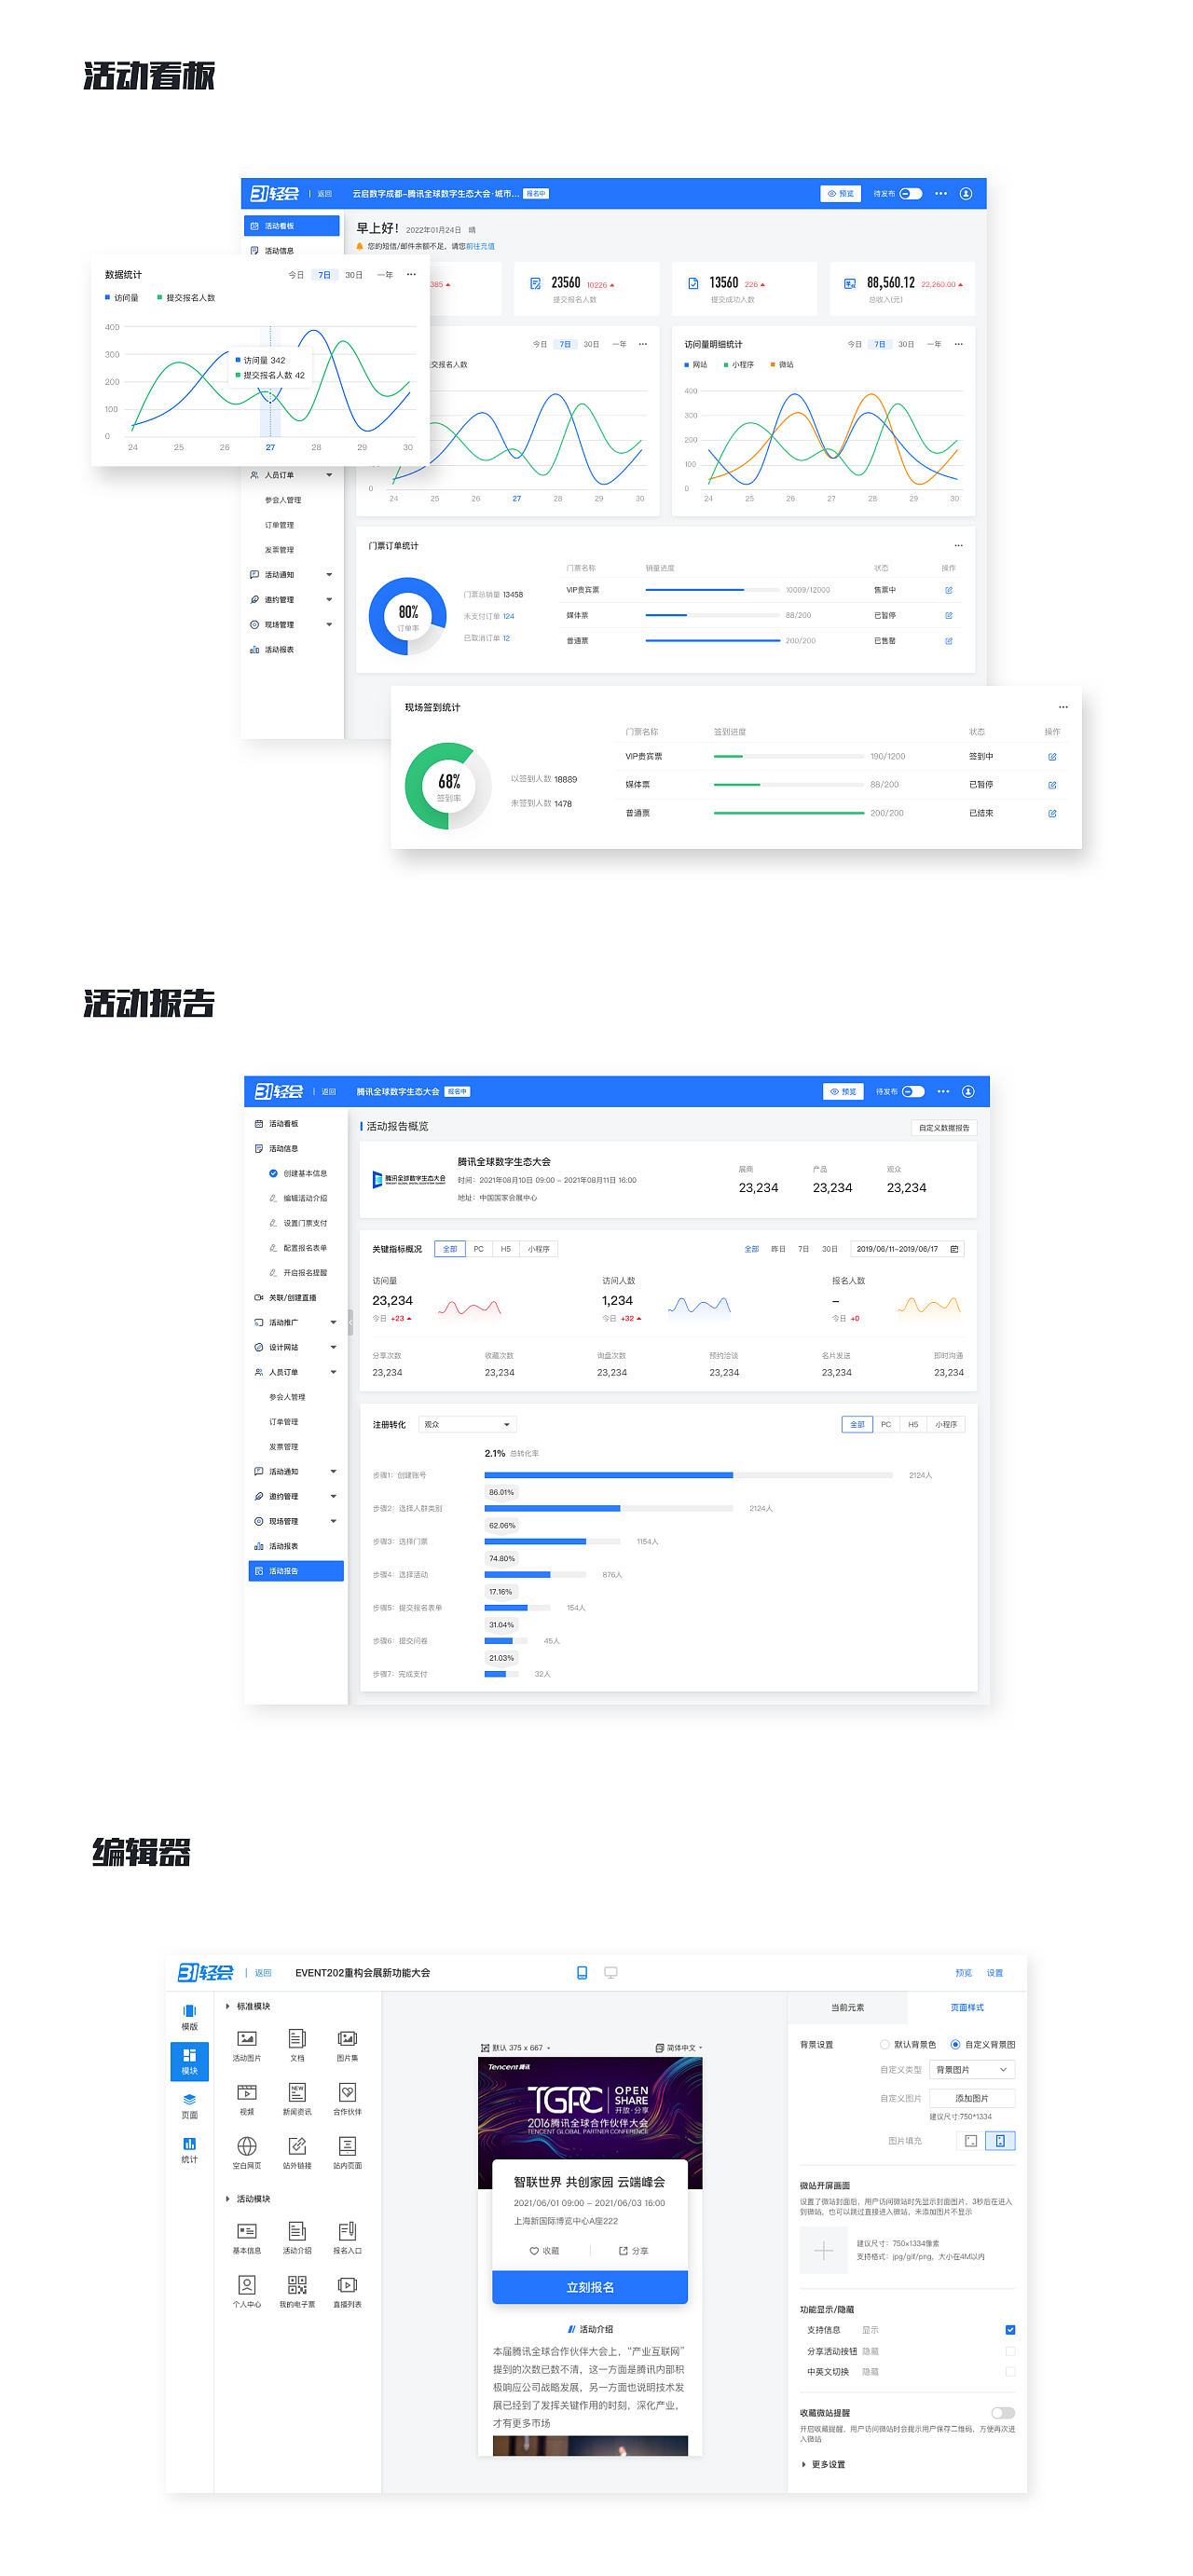 活动看板
31轻会 返回 云启数字成都-腾讯全球数字生态大会·城市... 报名中 预览 待发布
活动看板
活动信息
早上好! 2022年01月24日 晴
您的短信/邮件余额不足，请您前往充值
385
23560 10226
提交报名人数
13560 226
提交成功人数
88,560.12 22,260.00
总收入(元)
数据统计 今日 7日 30日 一年
访问量 提交报名人数
400
300
200
100
0
访问量 342
提交报名人数 42
24 25 26 27 28 29 30
今日 7日 30日 一年
交报名人数
0
24 25 26 27 28 29 30
访问量明细统计 今日 7日 30日 一年
网站 小程序 微站
400
300
200
100
0
24 25 26 27 28 29 30
人员订单
参会人管理
订单管理
发票管理
活动通知
邀约管理
现场管理
活动报表
门票订单统计
80%
订单率
门票总销量 13458
未支付订单 124
已取消订单 12
门票名称 销量进度 状态 操作
VIP贵宾票 10009/12000 售票中
媒体票 88/200 已暂停
普通票 200/200 已售罄
现场签到统计
68%
签到率
以签到人数 18889
未签到人数 1478
门票名称 签到进度 状态 操作
VIP贵宾票 190/1200 签到中
媒体票 88/200 已暂停
普通票 200/200 已结束
活动报告
31轻会 返回 腾讯全球数字生态大会 报名中 预览 待发布
活动看板
活动信息
创建基本信息
编辑活动介绍
设置门票支付
配置报名表单
开启报名提醒
关联/创建直播
活动推广
设计网站
人员订单
参会人管理
订单管理
发票管理
活动通知
邀约管理
现场管理
活动报表
活动报告
活动报告概览 自定义数据报告
腾讯全球数字生态大会
TENCENT GLOBAL DIGITAL ECOSYSTEM SUMMIT
腾讯全球数字生态大会
时间：2021年08月10日 09:00 - 2021年08月11日 16:00
地址：中国国家会展中心
展商 产品 观众
23,234 23,234 23,234
关键指标概况 全部 PC H5 小程序 全部 昨日 7日 30日 2019/06/11-2019/06/17
访问量 访问人数 报名人数
23,234 1,234 –
今日 +23 今日 +32 今日 +0
分享次数 收藏次数 询盘次数 预约洽谈 名片发送 即时沟通
23,234 23,234 23,234 23,234 23,234 23,234
注册转化 观众 全部 PC H5 小程序
2.1% 总转化率
步骤1：创建账号 2124人
86.01%
步骤2：选择人群类别 2124人
62.06%
步骤3：选择门票 1154人
74.80%
步骤4：选择活动 876人
17.16%
步骤5：提交报名表单 154人
31.04%
步骤6：提交问卷 45人
21.03%
步骤7：完成支付 32人
编辑器
31轻会 返回 EVENT202重构会展新功能大会 预览 设置
模版
模块
页面
统计
标准模块
活动图片 文档 图片集
视频 新闻资讯 合作伙伴
空白网页 站外链接 站内页面
活动模块
基本信息 活动介绍 报名入口
个人中心 我的电子票 直播列表
默认 375 x 667 简体中文
Tencent 腾讯
TGPC OPEN SHARE 开放·分享
2016腾讯全球合作伙伴大会
TENCENT GLOBAL PARTNER CONFERENCE
智联世界 共创家园 云端峰会
2021/06/01 09:00 - 2021/06/03 16:00
上海新国际博览中心A座222
收藏 分享
立刻报名
活动介绍
本届腾讯全球合作伙伴大会上，“产业互联网”
提到的次数已数不清，这一方面是腾讯内部积
极响应公司战略发展，另一方面也说明技术发
展已经到了发挥关键作用的时刻，深化产业，
才有更多市场
当前元素 页面样式
背景设置 默认背景色 自定义背景图
自定义类型 背景图片
自定义图片 添加图片
建议尺寸:750*1334
图片填充
微站开屏画面
设置了微站封面后，用户访问微站时先显示封面图片，3秒后在进入
到微站，也可以跳过直接进入微站，未添加图片不显示
建议尺寸：750x1334像素
支持格式：jpg/gif/png，大小在4M以内
功能显示/隐藏
支持信息 显示
分享活动按钮 隐藏
中英文切换 隐藏
收藏微站提醒
开启收藏提醒，用户访问微站时会提示用户保存二维码，方便再次进
入微站
更多设置